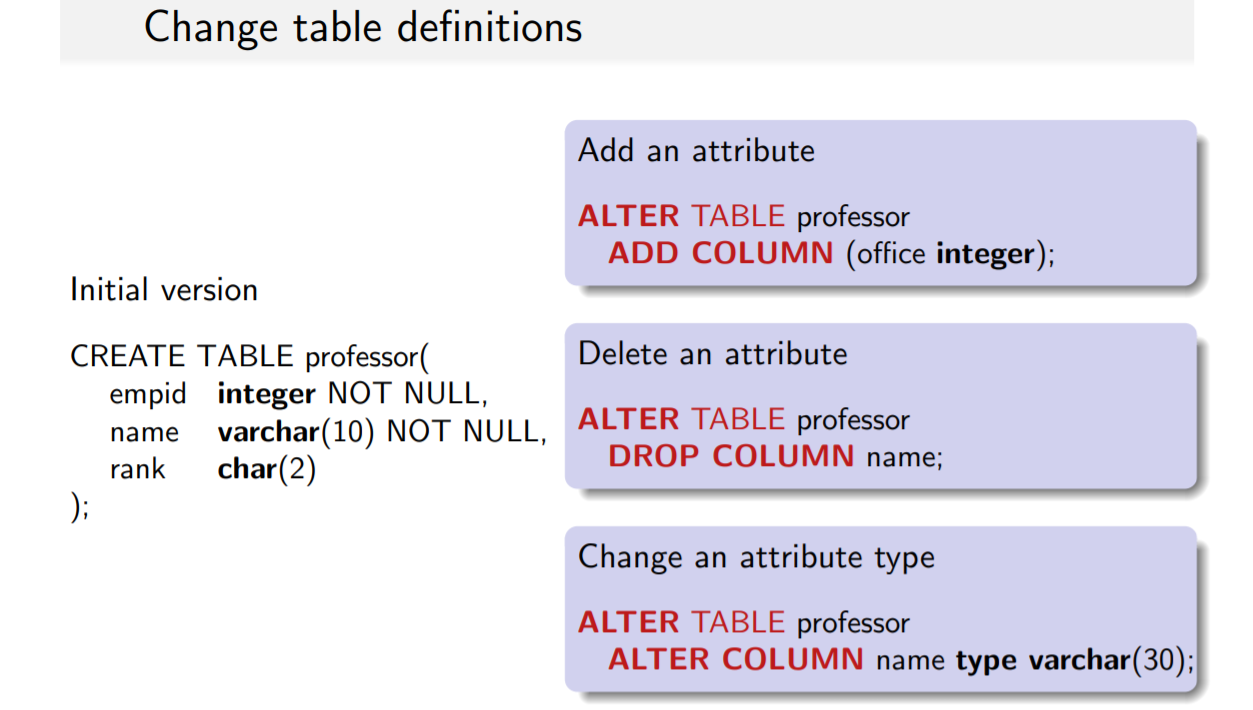 Change table definitions
Initial version
CREATE TABLE professor(
empid integer NOT NULL,
name varchar(10) NOT NULL,
rank char(2)
);
Add an attribute
ALTER TABLE professor
ADD COLUMN (office integer);
Delete an attribute
ALTER TABLE professor
DROP COLUMN name;
Change an attribute type
ALTER TABLE professor
ALTER COLUMN name type varchar(30);